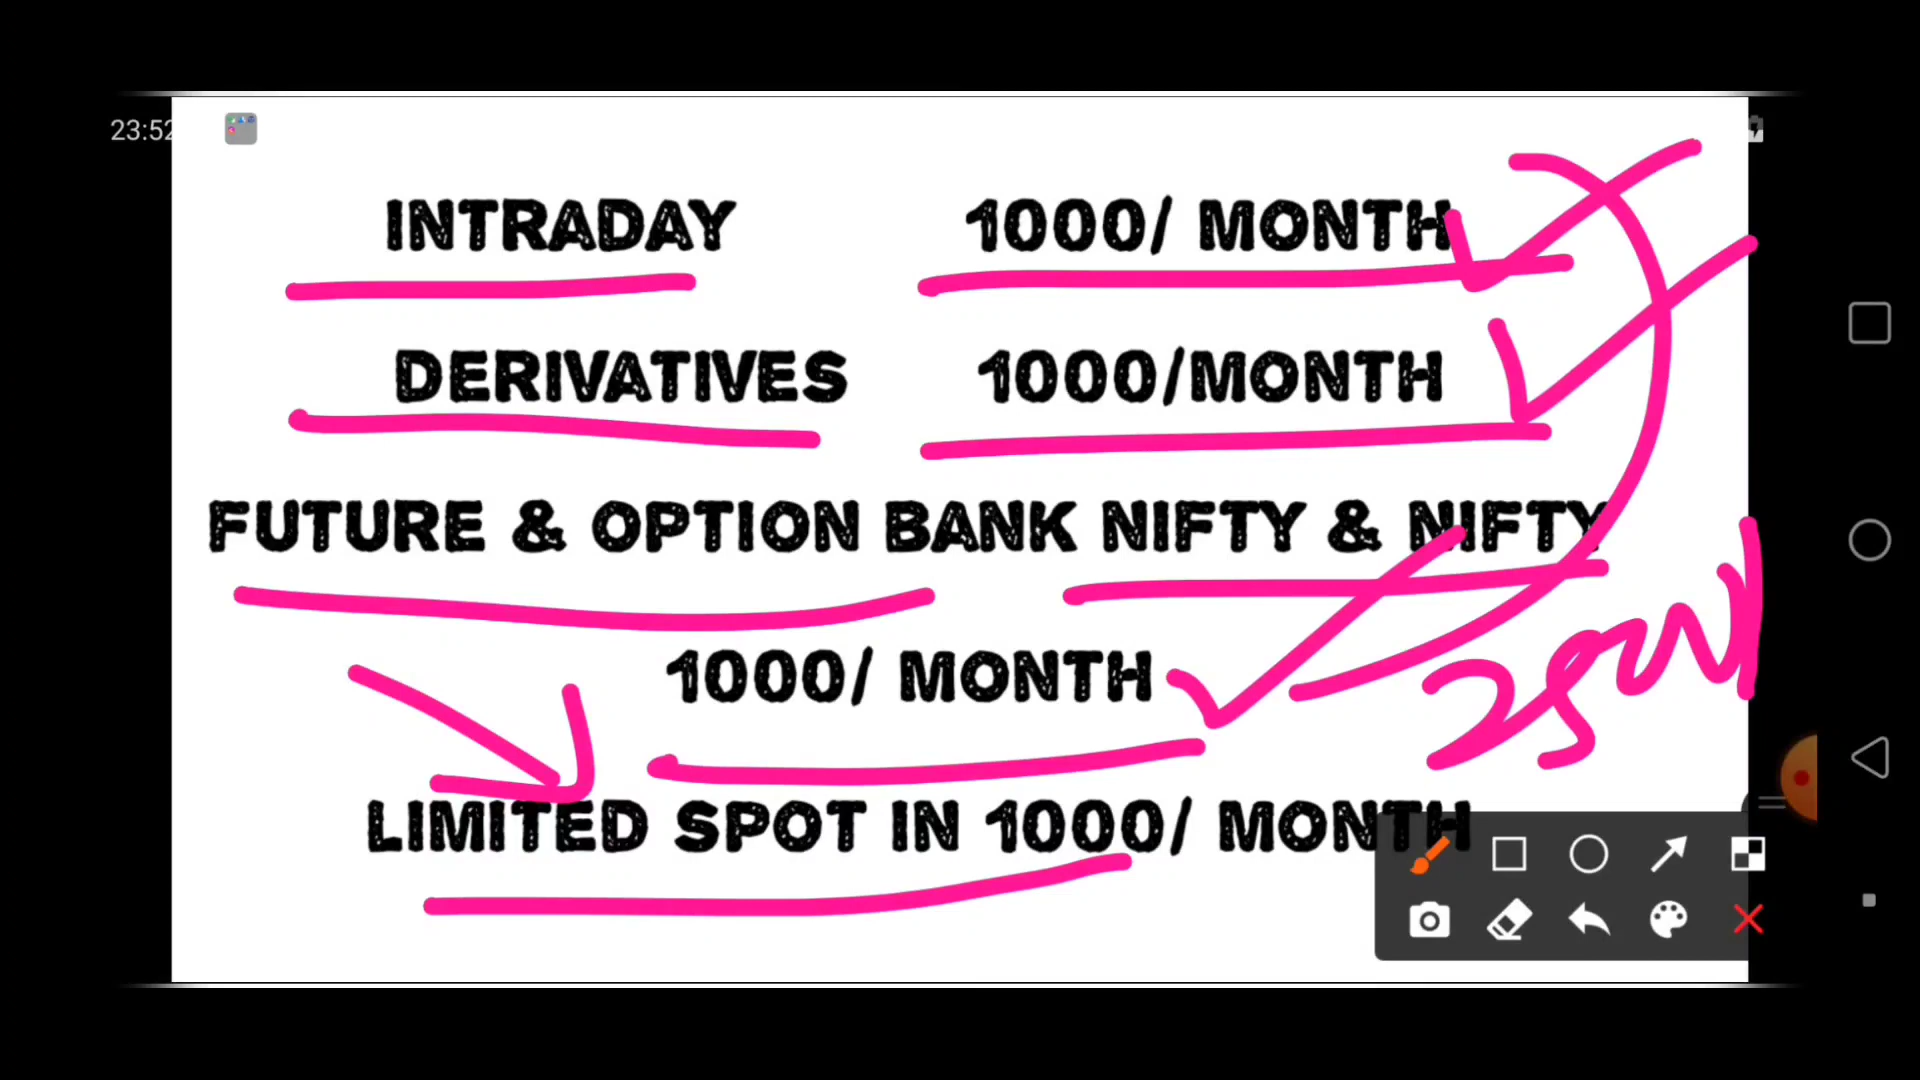 23:52
INTRADAY 1000/ MONTH
DERIVATIVES 1000/MONTH
FUTURE & OPTION BANK NIFTY & NIFTY
1000/ MONTH
LIMITED SPOT IN 1000/ MONTH